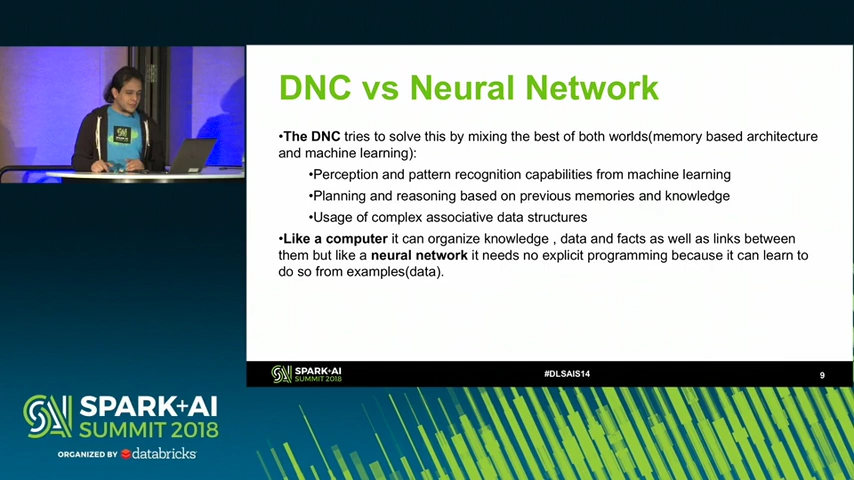 DNC vs Neural Network
•The DNC tries to solve this by mixing the best of both worlds(memory based architecture
and machine learning):
•Perception and pattern recognition capabilities from machine learning
•Planning and reasoning based on previous memories and knowledge
•Usage of complex associative data structures
•Like a computer it can organize knowledge , data and facts as well as links between
them but like a neural network it needs no explicit programming because it can learn to
do so from examples(data).
SPARK+AI
SUMMIT 2018
#DLSAIS14
9
SPARK+AI
SUMMIT 2018
ORGANIZED BY databricks